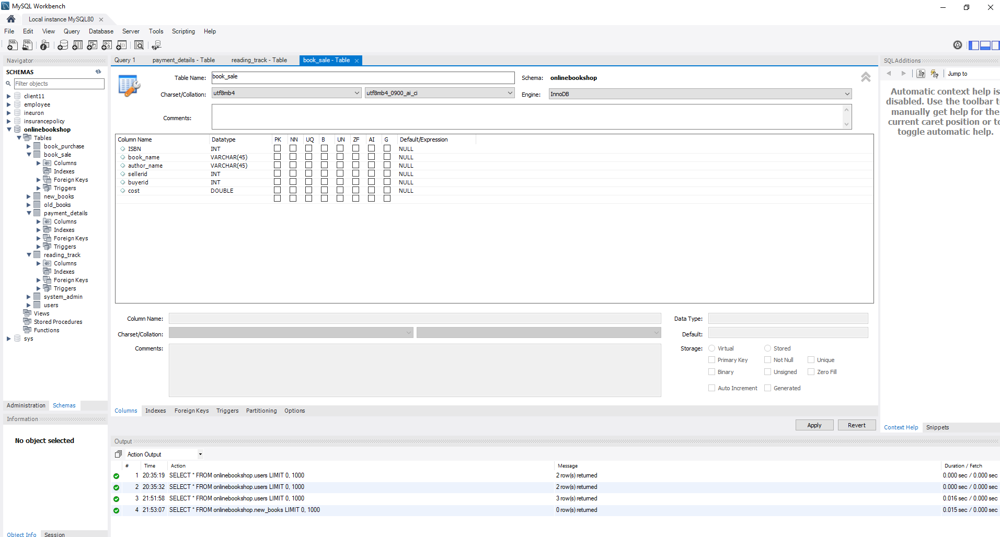 MySQL Workbench
Local instance MySQL80
File Edit View Query Database Server Tools Scripting Help
Navigator
SCHEMAS
Filter objects
client11
employee
ineuron
insurancepolicy
onlinebookshop
Tables
book_purchase
book_sale
Columns
Indexes
Foreign Keys
Triggers
new_books
old_books
payment_details
Columns
Indexes
Foreign Keys
Triggers
reading_track
Columns
Indexes
Foreign Keys
Triggers
system_admin
users
Views
Stored Procedures
Functions
sys
Administration Schemas
Information
No object selected
Object Info Session
Query 1 payment_details - Table reading_track - Table book_sale - Table
Table Name: book_sale Schema: onlinebookshop
Charset/Collation: utf8mb4 utf8mb4_0900_ai_ci Engine: InnoDB
Comments:
Column Name Datatype PK NN UQ B UN ZF AI G Default/Expression
ISBN INT NULL
book_name VARCHAR(45) NULL
author_name VARCHAR(45) NULL
sellerid INT NULL
buyerid INT NULL
cost DOUBLE NULL
Column Name: Data Type:
Charset/Collation: Default:
Comments: Storage: Virtual Stored
Primary Key Not Null Unique
Binary Unsigned Zero Fill
Auto Increment Generated
Columns Indexes Foreign Keys Triggers Partitioning Options
Apply Revert
Output
Action Output
# Time Action Message Duration / Fetch
1 20:35:19 SELECT * FROM onlinebookshop.users LIMIT 0, 1000 2 row(s) returned 0.000 sec / 0.000 sec
2 20:35:32 SELECT * FROM onlinebookshop.users LIMIT 0, 1000 2 row(s) returned 0.000 sec / 0.000 sec
3 21:51:58 SELECT * FROM onlinebookshop.users LIMIT 0, 1000 3 row(s) returned 0.016 sec / 0.000 sec
4 21:53:07 SELECT * FROM onlinebookshop.new_books LIMIT 0, 1000 0 row(s) returned 0.015 sec / 0.000 sec
SQLAdditions
Jump to
Automatic context help is
disabled. Use the toolbar t
manually get help for the
current caret position or to
toggle automatic help.
Context Help Snippets